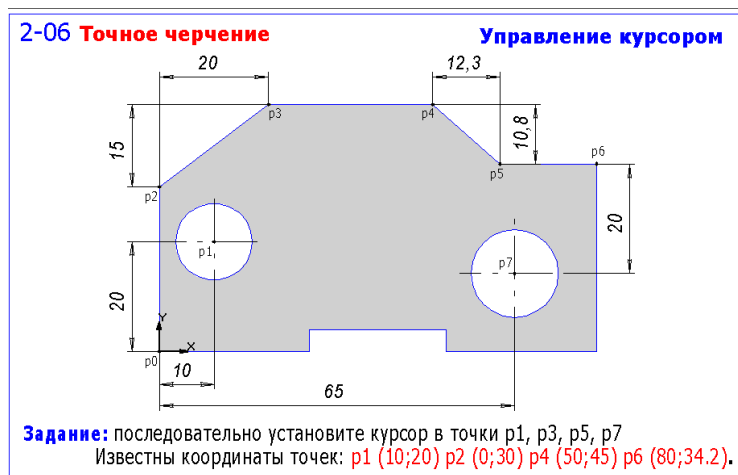 2-06 Точное черчение Управление курсором
20
12,3
p3
p4
15
10,8
p2
p5
p6
p1
20
p7
20
Y
X
p0
10
65
Задание: последовательно установите курсор в точки p1, p3, p5, p7
Известны координаты точек: p1 (10;20) p2 (0;30) p4 (50;45) p6 (80;34.2).